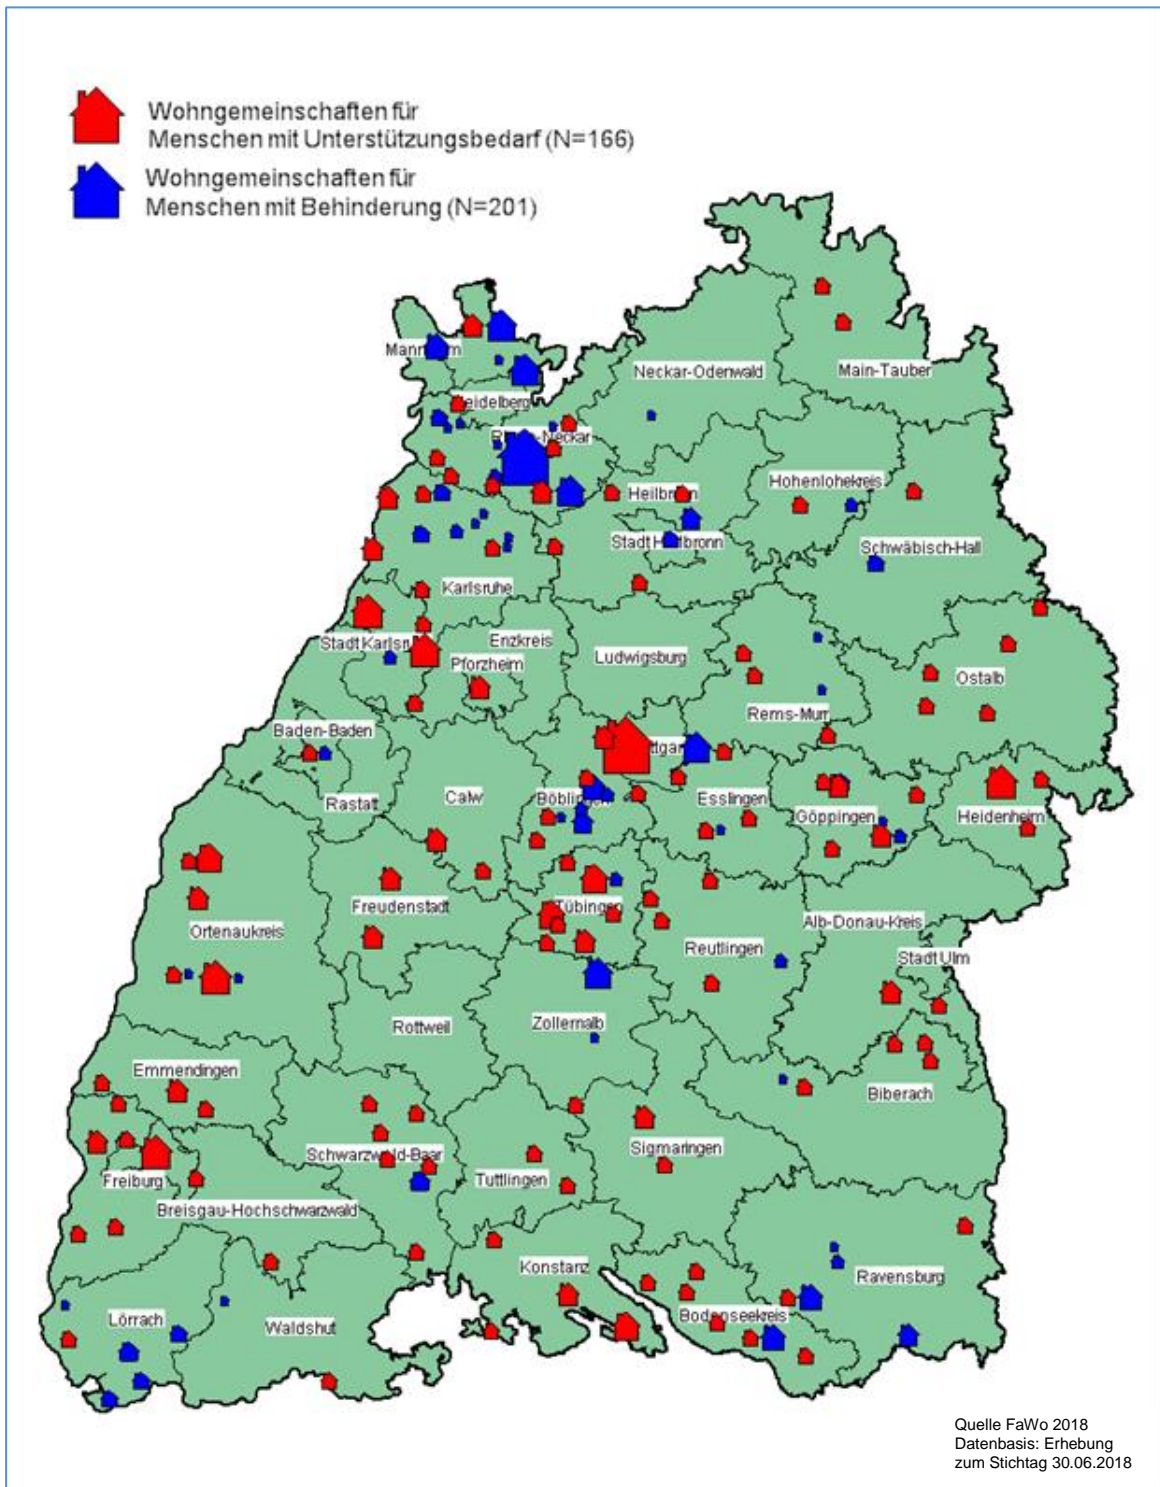 Wohngemeinschaften für
Menschen mit Unterstützungsbedarf (N=166)
Wohngemeinschaften für
Menschen mit Behinderung (N=201)
Neckar-Odenwald
Main-Tauber
Hohenlohekreis
Schwäbisch-Hall
Karlsruhe
Enzkreis
Pforzheim
Ludwigsburg
Ostalb
Rems-Murr
Baden-Baden
Rastatt
Calw
Esslingen
Göppingen
Heidenheim
Freudenstadt
Tübingen
Ortenaukreis
Reutlingen
Alb-Donau-Kreis
Stadt Ulm
Rottweil
Zollernalb
Emmendingen
Biberach
Sigmaringen
Freiburg
Tuttlingen
Breisgau-Hochschwarzwald
Konstanz
Ravensburg
Bodenseekreis
Lörrach
Waldshut
Quelle FaWo 2018
Datenbasis: Erhebung
zum Stichtag 30.06.2018